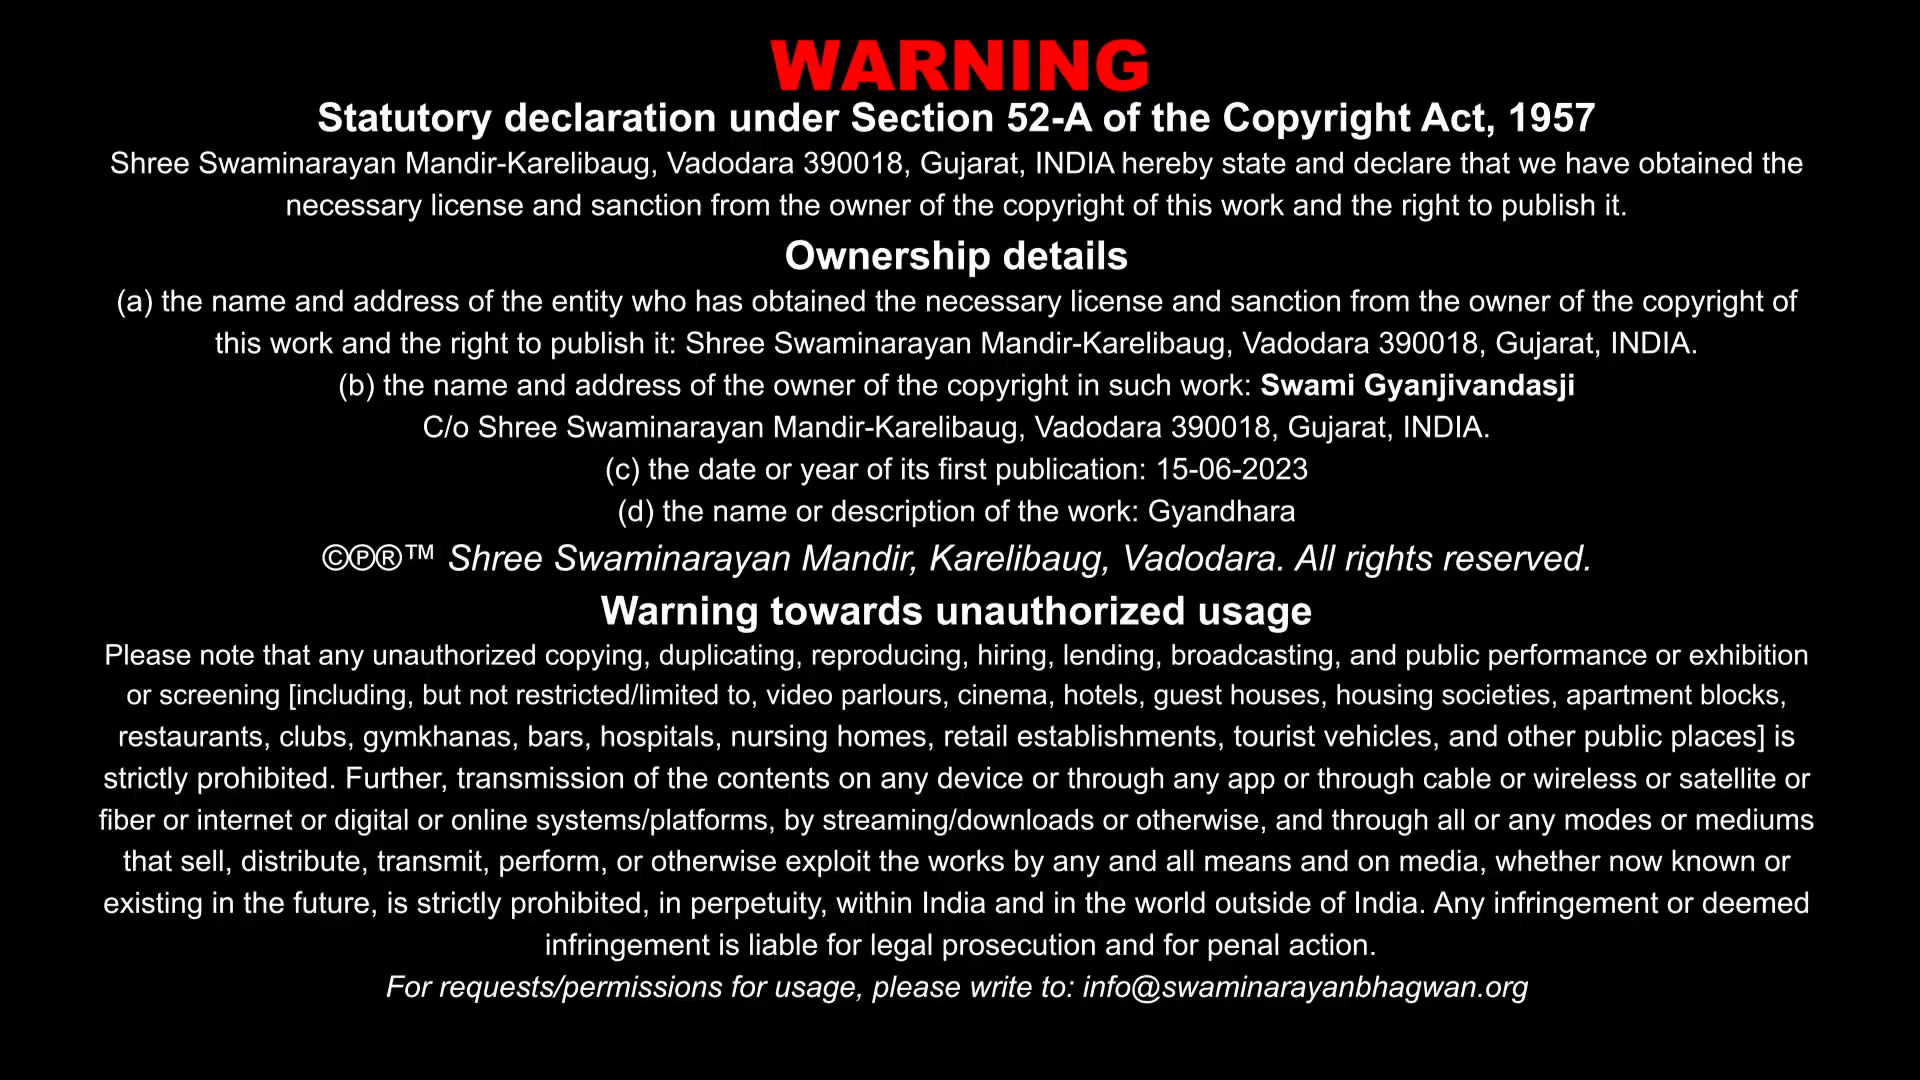 WARNING
Statutory declaration under Section 52-A of the Copyright Act, 1957
Shree Swaminarayan Mandir-Karelibaug, Vadodara 390018, Gujarat, INDIA hereby state and declare that we have obtained the
necessary license and sanction from the owner of the copyright of this work and the right to publish it.
Ownership details
(a) the name and address of the entity who has obtained the necessary license and sanction from the owner of the copyright of
this work and the right to publish it: Shree Swaminarayan Mandir-Karelibaug, Vadodara 390018, Gujarat, INDIA.
(b) the name and address of the owner of the copyright in such work: Swami Gyanjivandasji
C/o Shree Swaminarayan Mandir-Karelibaug, Vadodara 390018, Gujarat, INDIA.
(c) the date or year of its first publication: 15-06-2023
(d) the name or description of the work: Gyandhara
©℗®™ Shree Swaminarayan Mandir, Karelibaug, Vadodara. All rights reserved.
Warning towards unauthorized usage
Please note that any unauthorized copying, duplicating, reproducing, hiring, lending, broadcasting, and public performance or exhibition
or screening [including, but not restricted/limited to, video parlours, cinema, hotels, guest houses, housing societies, apartment blocks,
restaurants, clubs, gymkhanas, bars, hospitals, nursing homes, retail establishments, tourist vehicles, and other public places] is
strictly prohibited. Further, transmission of the contents on any device or through any app or through cable or wireless or satellite or
fiber or internet or digital or online systems/platforms, by streaming/downloads or otherwise, and through all or any modes or mediums
that sell, distribute, transmit, perform, or otherwise exploit the works by any and all means and on media, whether now known or
existing in the future, is strictly prohibited, in perpetuity, within India and in the world outside of India. Any infringement or deemed
infringement is liable for legal prosecution and for penal action.
For requests/permissions for usage, please write to: info@swaminarayanbhagwan.org